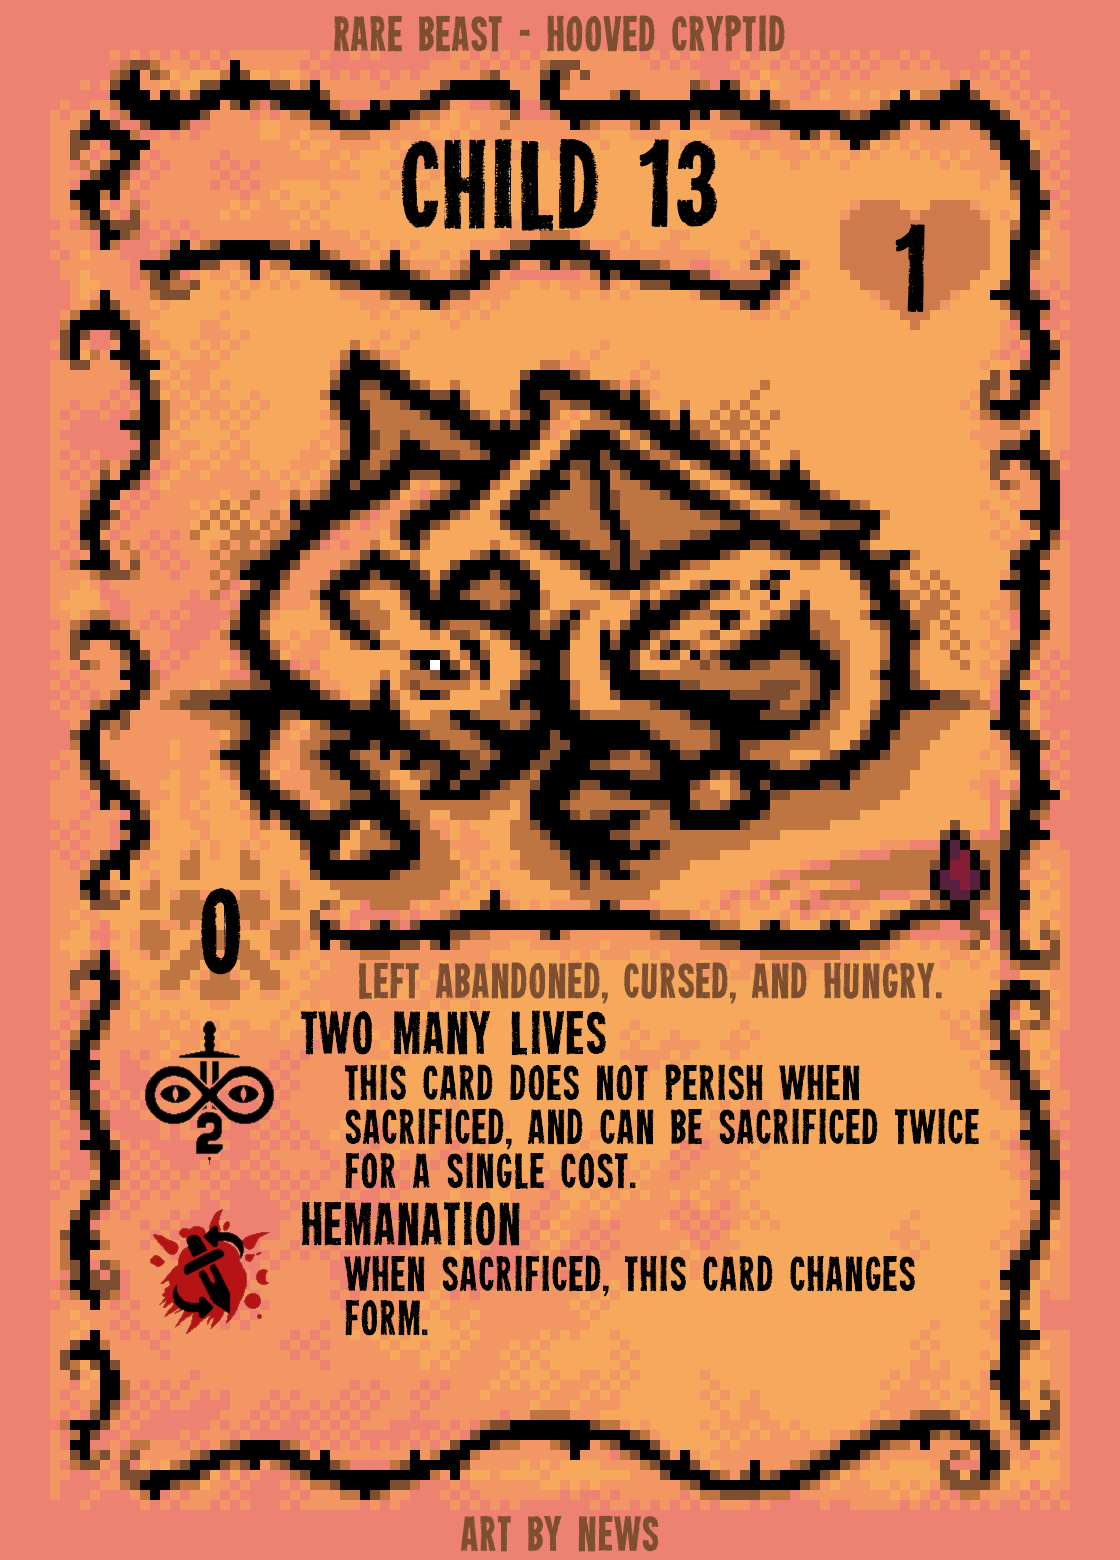 RARE BEAST - HOOVED CRYPTID
CHILD 13
1
0
LEFT ABANDONED, CURSED, AND HUNGRY.
TWO MANY LIVES
THIS CARD DOES NOT PERISH WHEN
SACRIFICED, AND CAN BE SACRIFICED TWICE
FOR A SINGLE COST.
2
HEMANATION
WHEN SACRIFICED, THIS CARD CHANGES
FORM.
ART BY NEWS